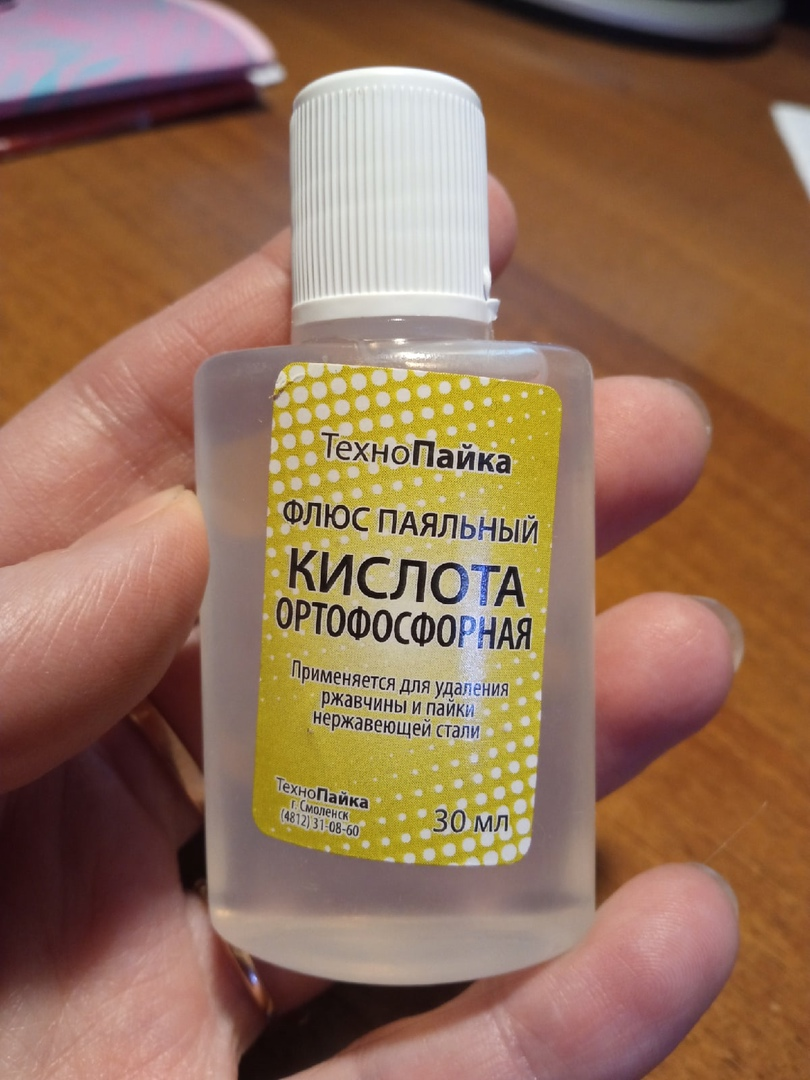 ТехноПайка
ФЛЮС ПАЯЛЬНЫЙ
КИСЛОТА
ОРТОФОСФОРНАЯ
Применяется для удаления
ржавчины и пайки
нержавеющей стали
ТехноПайка
г. Смоленск
(4812) 31-08-60
30 мл